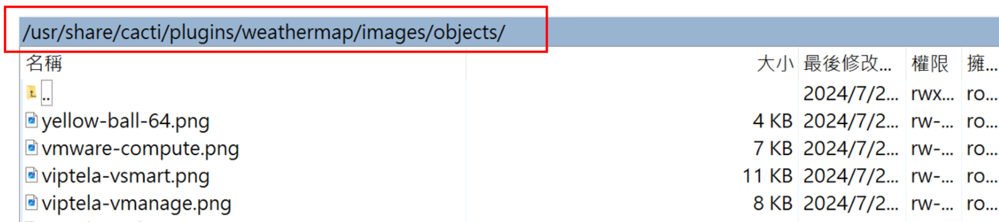 /usr/share/cacti/plugins/weathermap/images/objects/
名稱 大小 最後修改... 權限 擁...
.. 2024/7/2... rwx... ro...
yellow-ball-64.png 4 KB 2024/7/2... rw-... ro...
vmware-compute.png 7 KB 2024/7/2... rw-... ro...
viptela-vsmart.png 11 KB 2024/7/2... rw-... ro...
viptela-vmanage.png 8 KB 2024/7/2... rw-... ro...